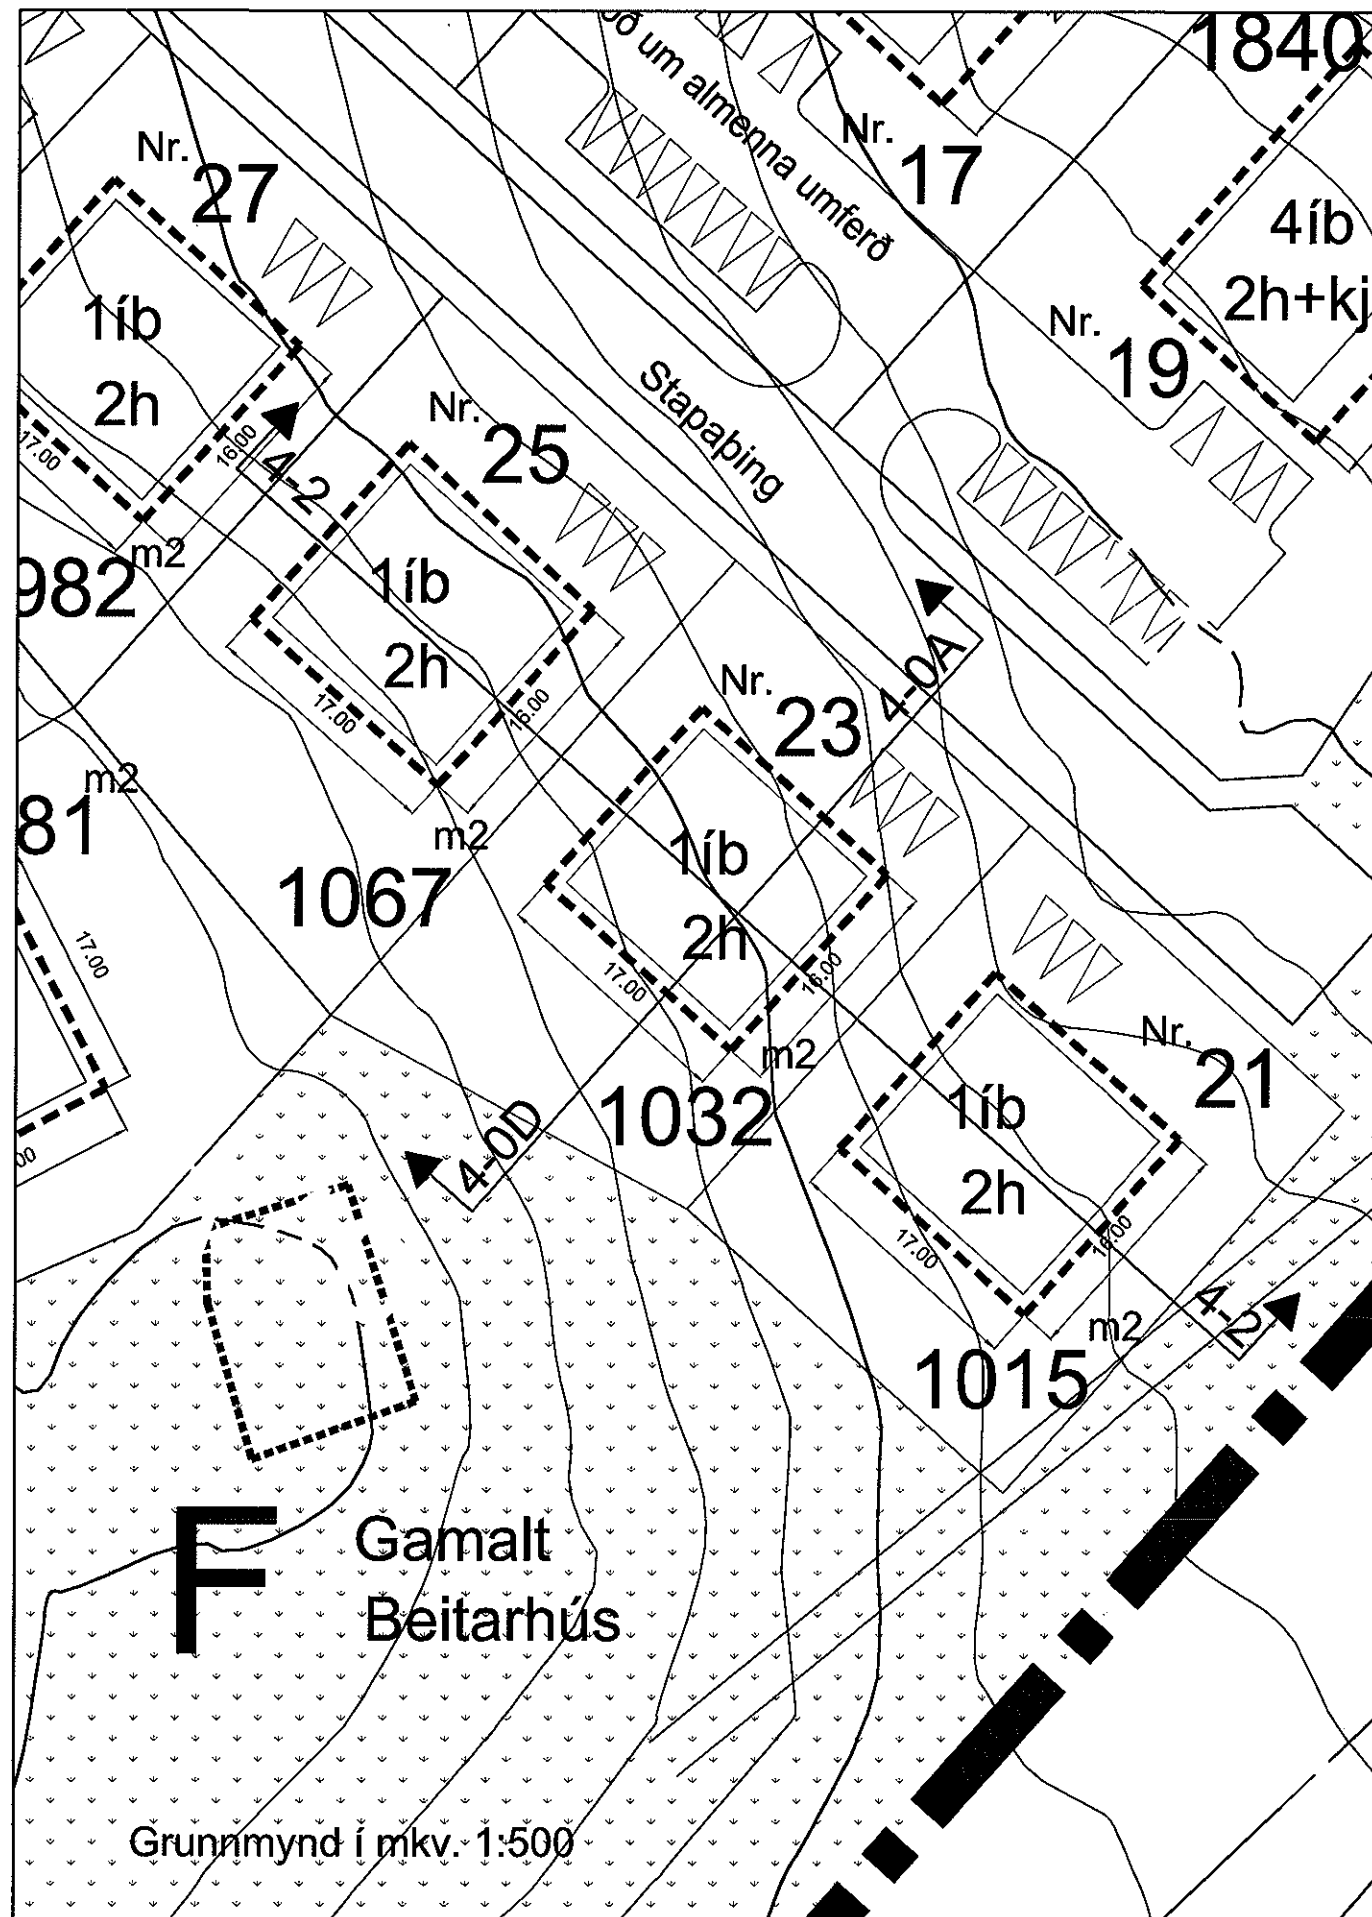 1840
ð um almenna umferð
Nr. 17
Nr. 27
4íb
2h+kj
1íb
2h
Nr. 19
Stapaþing
Nr. 25
17.00
16.00
4-2
m2
982
1íb
2h
17.00
16.00
Nr. 23
4-0A
m2
81
m2
1067
1íb
2h
17.00
16.00
17.00
m2
1032
Nr. 21
1íb
2h
4-0D
17.00
16.00
00
4-2
m2
1015
F
Gamalt
Beitarhús
Grunnmynd í mkv. 1:500